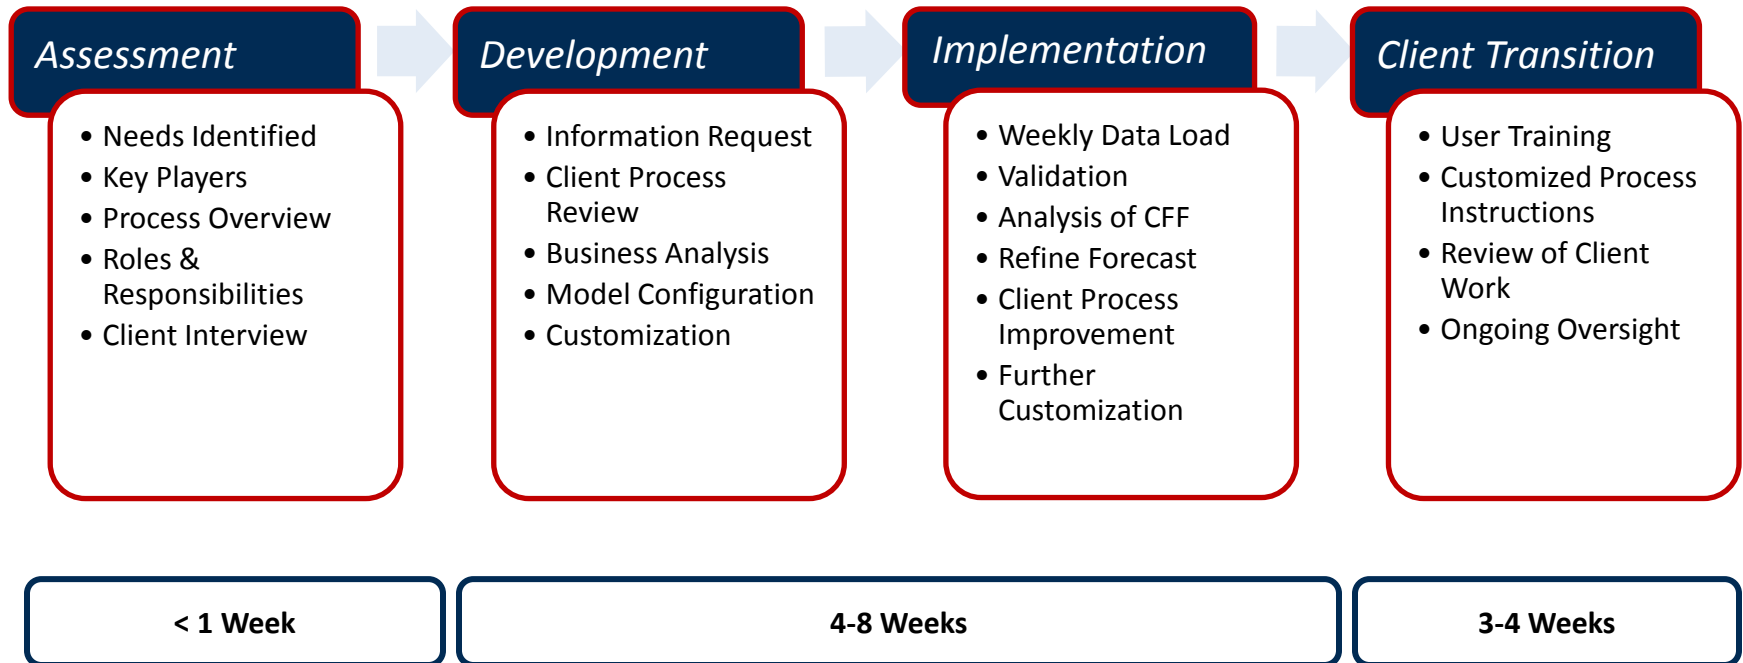 Assessment
• Needs Identified
• Key Players
• Process Overview
• Roles &
Responsibilities
• Client Interview
Development
• Information Request
• Client Process
Review
• Business Analysis
• Model Configuration
• Customization
Implementation
• Weekly Data Load
• Validation
• Analysis of CFF
• Refine Forecast
• Client Process
Improvement
• Further
Customization
Client Transition
• User Training
• Customized Process
Instructions
• Review of Client
Work
• Ongoing Oversight
< 1 Week
4-8 Weeks
3-4 Weeks